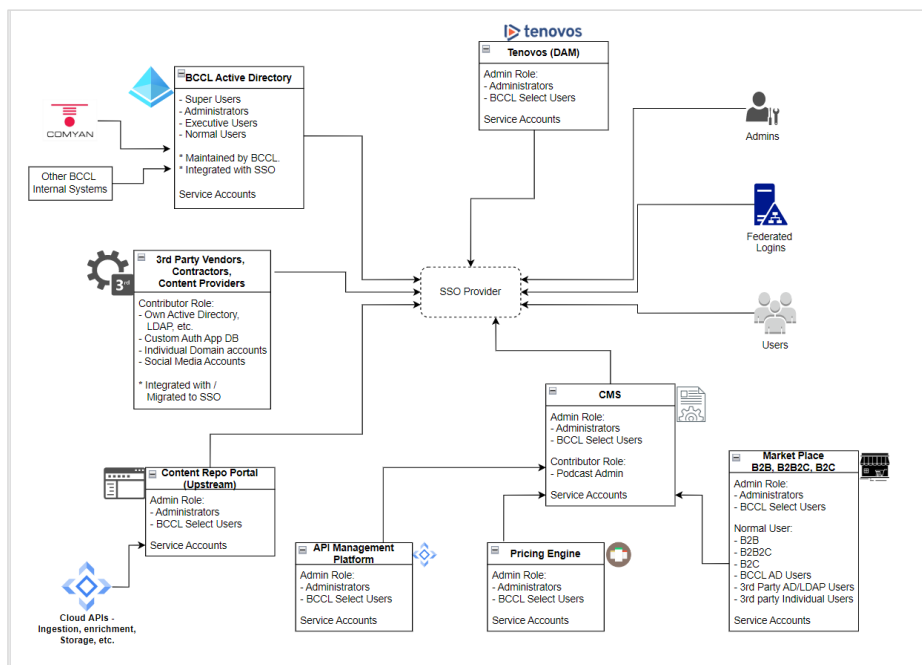 tenovos
Tenovos (DAM)
Admin Role:
- Administrators
- BCCL Select Users
Service Accounts
BCCL Active Directory
- Super Users
- Administrators
- Executive Users
- Normal Users
* Maintained by BCCL.
* Integrated with SSO
Service Accounts
COMYAN
Other BCCL
Internal Systems
Admins
Federated
Logins
Users
SSO Provider
3rd
3rd Party Vendors,
Contractors,
Content Providers
Contributor Role:
- Own Active Directory,
LDAP, etc.
- Custom Auth App DB
- Individual Domain accounts
- Social Media Accounts
* Integrated with /
Migrated to SSO
CMS
Admin Role:
- Administrators
- BCCL Select Users
Contributor Role:
- Podcast Admin
Service Accounts
Market Place
B2B, B2B2C, B2C
Admin Role:
- Administrators
- BCCL Select Users
Normal User:
- B2B
- B2B2C
- B2C
- BCCL AD Users
- 3rd Party AD/LDAP Users
- 3rd party Individual Users
Service Accounts
Content Repo Portal
(Upstream)
Admin Role:
- Administrators
- BCCL Select Users
Service Accounts
API Management
Platform
Admin Role:
- Administrators
- BCCL Select Users
Service Accounts
Pricing Engine
Admin Role:
- Administrators
- BCCL Select Users
Service Accounts
Cloud APIs -
Ingestion, enrichment,
Storage, etc.